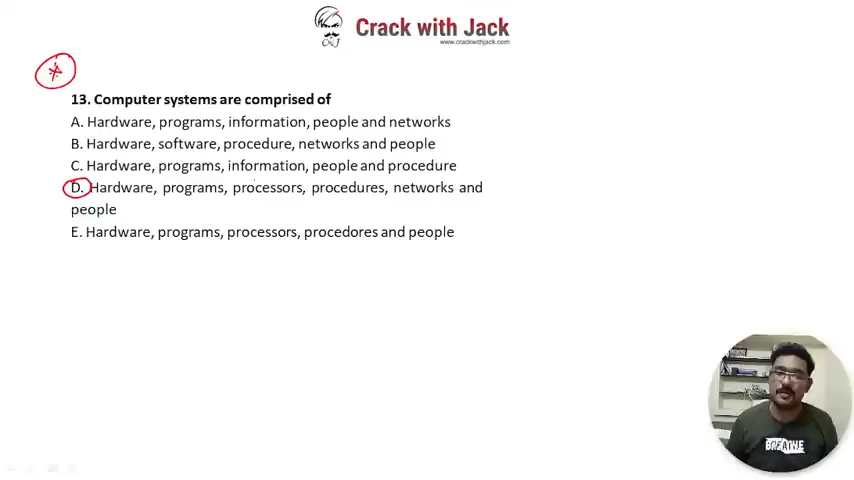 Crack with Jack
www.crackwithjack.com
CwJ
13. Computer systems are comprised of
A. Hardware, programs, information, people and networks
B. Hardware, software, procedure, networks and people
C. Hardware, programs, information, people and procedure
D. Hardware, programs, processors, procedures, networks and
people
E. Hardware, programs, processors, procedores and people
BREATHE